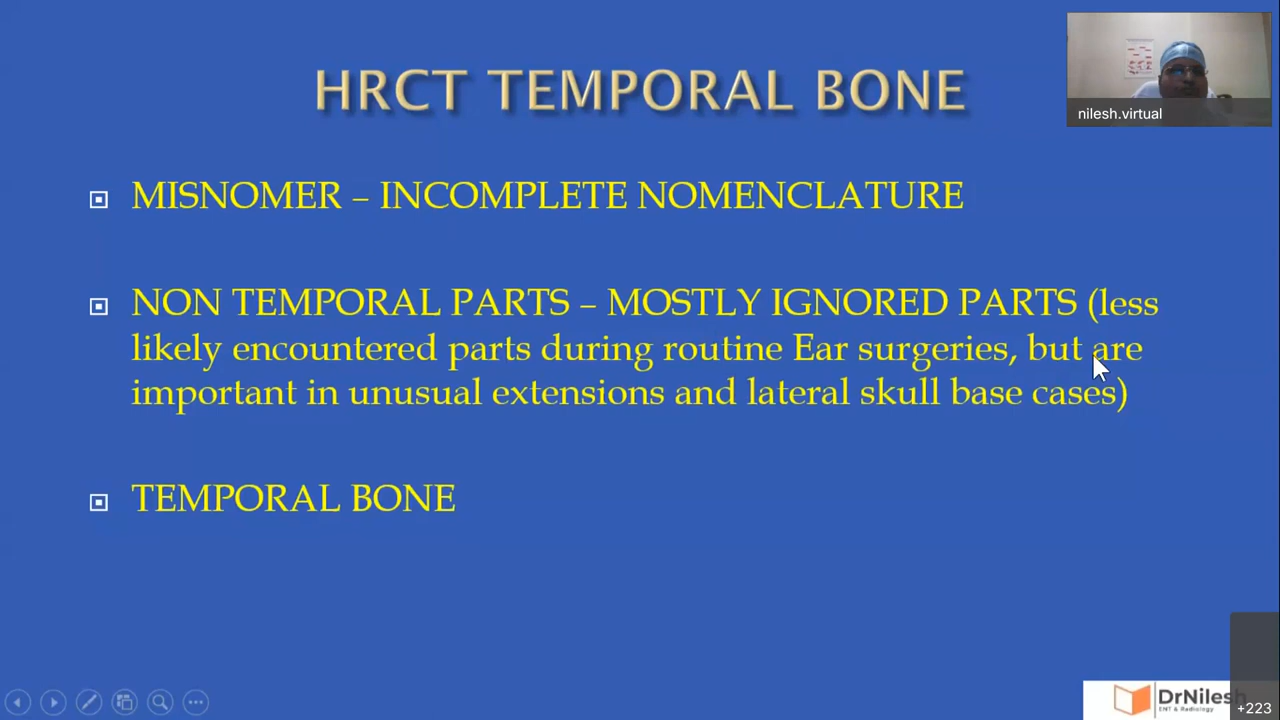 HRCT TEMPORAL BONE
nilesh.virtual
MISNOMER – INCOMPLETE NOMENCLATURE
NON TEMPORAL PARTS – MOSTLY IGNORED PARTS (less
likely encountered parts during routine Ear surgeries, but are
important in unusual extensions and lateral skull base cases)
TEMPORAL BONE
DrNilesh
ENT & Radiology
+223